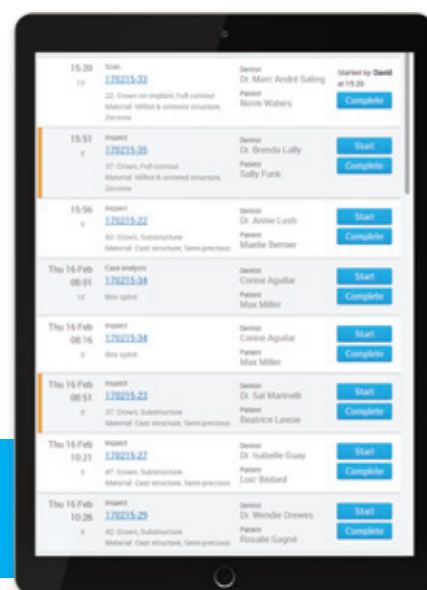 15:20
Scan
170215-33
Dentist
Dr. Marc André Saling
Started by David
at 15:20
15'
22: Crown on implant, Full contour
Material: Milled & sintered structure,
Zirconia
Patient
Norm Waters
Complete
15:51
Inspect
170215-35
Dentist
Dr. Brenda Lally
Start
5'
37: Crown, Full contour
Material: Milled & sintered structure,
Zirconia
Patient
Sally Funk
Complete
15:56
Inspect
170215-22
Dentist
Dr. Annie Lush
Start
5'
43: Crown, Substructure
Material: Cast structure, Semi-precious
Patient
Maelie Bernier
Complete
Thu 16 Feb
08:01
Case analysis
170215-34
Dentist
Corine Aguilar
Start
15'
Bite splint
Patient
Max Miller
Complete
Thu 16 Feb
08:16
Inspect
170215-34
Dentist
Corine Aguilar
Start
5'
Bite splint
Patient
Max Miller
Complete
Thu 16 Feb
08:51
Inspect
170215-23
Dentist
Dr. Sal Marinelli
Start
5'
37: Crown, Substructure
Material: Cast structure, Semi-precious
Patient
Beatrice Lavoie
Complete
Thu 16 Feb
10:21
Inspect
170215-27
Dentist
Dr. Isabelle Guay
Start
5'
47: Crown, Substructure
Material: Cast structure, Semi-precious
Patient
Loic Bédard
Complete
Thu 16 Feb
10:26
Inspect
170215-29
Dentist
Dr. Wendie Drewes
Start
5'
42: Crown, Substructure
Material: Cast structure, Semi-precious
Patient
Rosalie Gagné
Complete